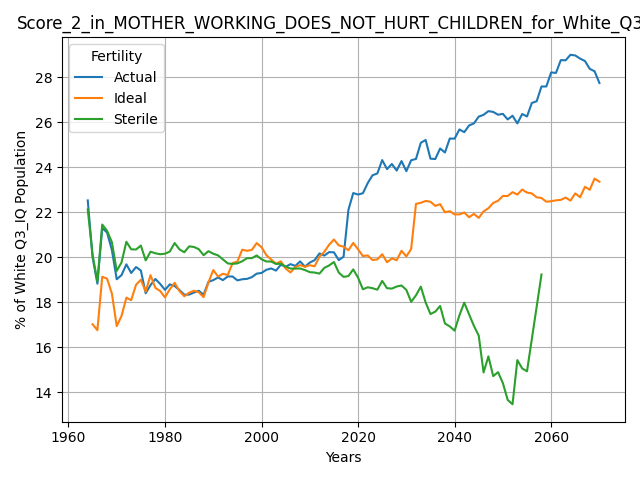 Score_2_in_MOTHER_WORKING_DOES_NOT_HURT_CHILDREN_for_White_Q3
Fertility
Actual
Ideal
Sterile
% of White Q3_IQ Population
28
26
24
22
20
18
16
14
1960 1980 2000 2020 2040 2060
Years